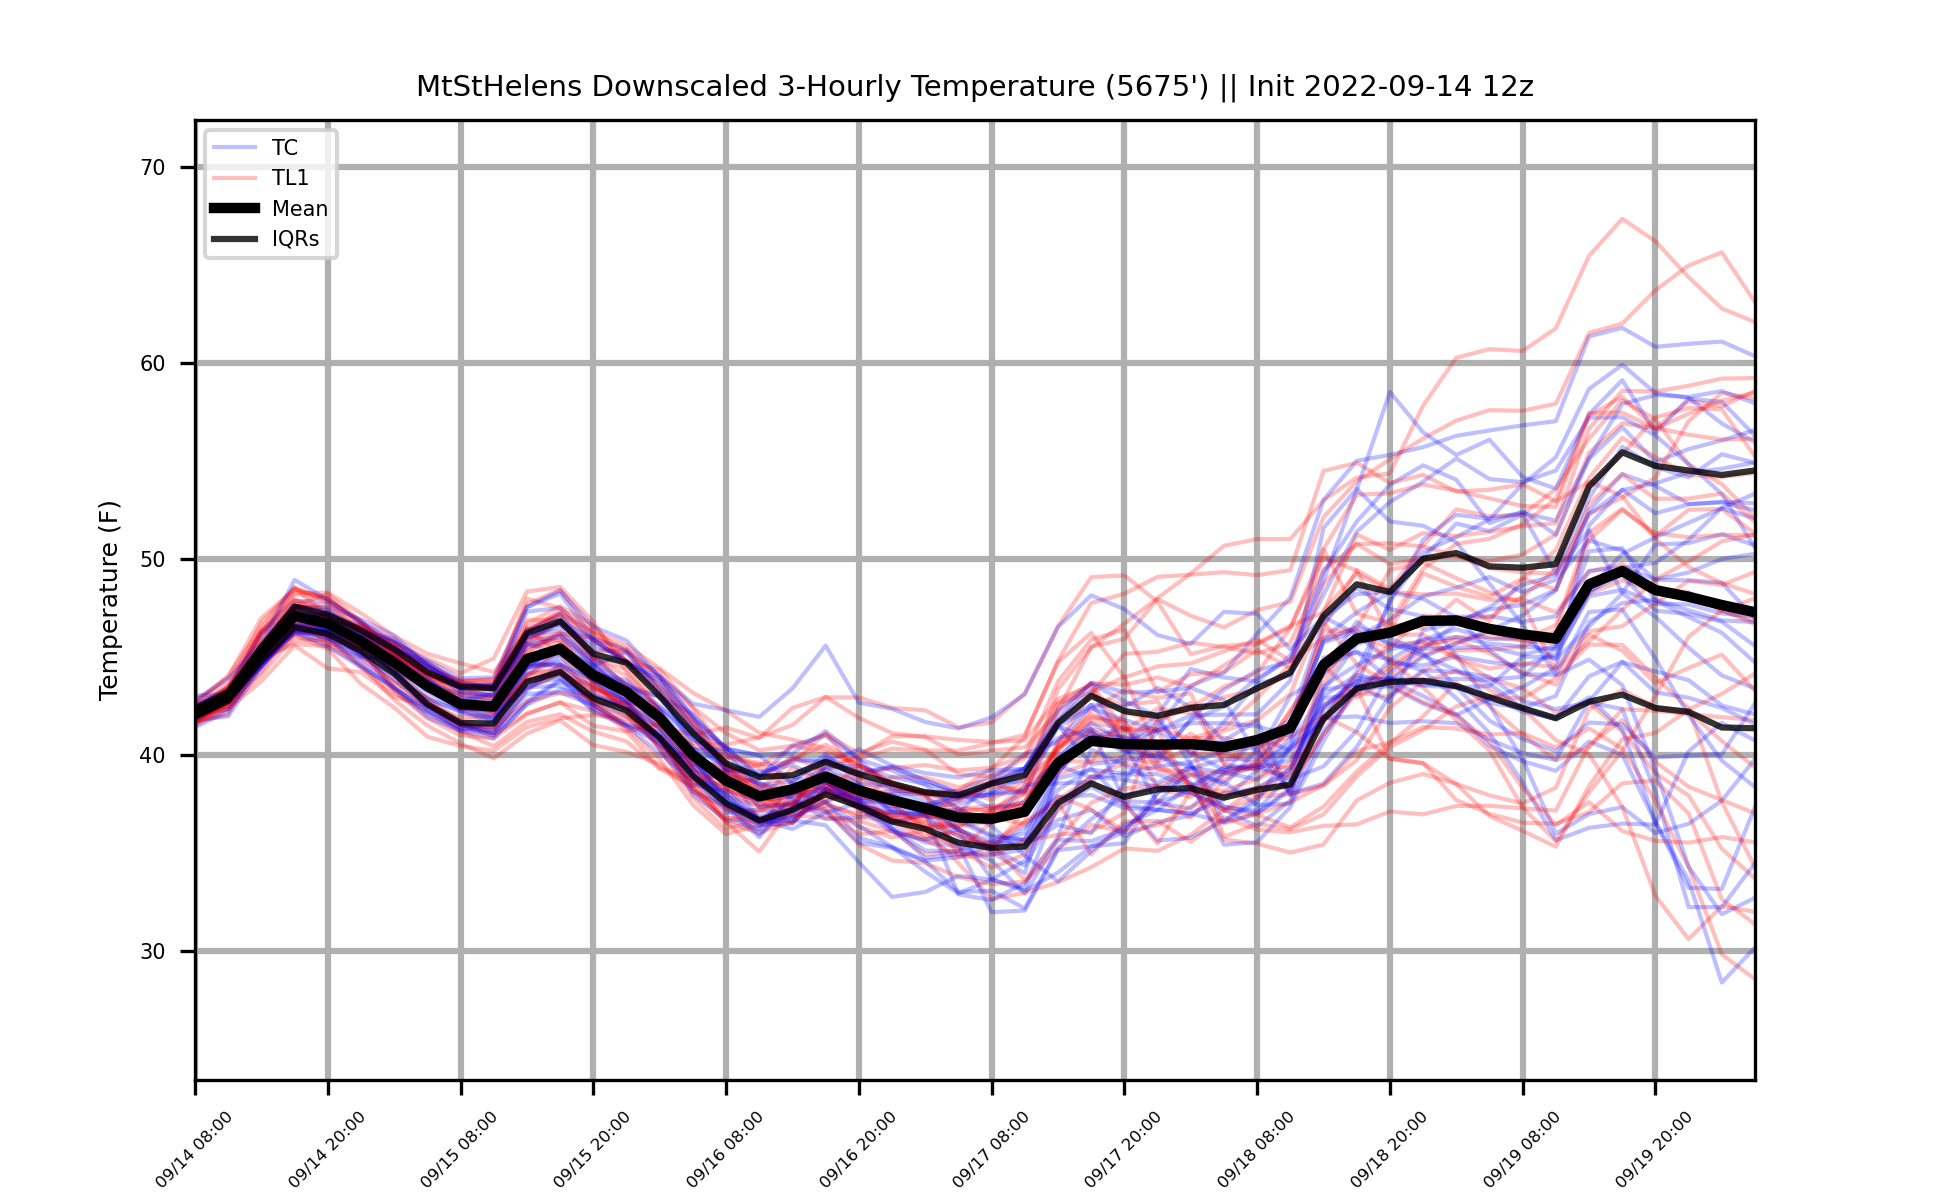 MtStHelens Downscaled 3-Hourly Temperature (5675') || Init 2022-09-14 12z
TC
TL1
Mean
IQRs
Temperature (F)
70
60
50
40
30
09/14 08:00
09/14 20:00
09/15 08:00
09/15 20:00
09/16 08:00
09/16 20:00
09/17 08:00
09/17 20:00
09/18 08:00
09/18 20:00
09/19 08:00
09/19 20:00